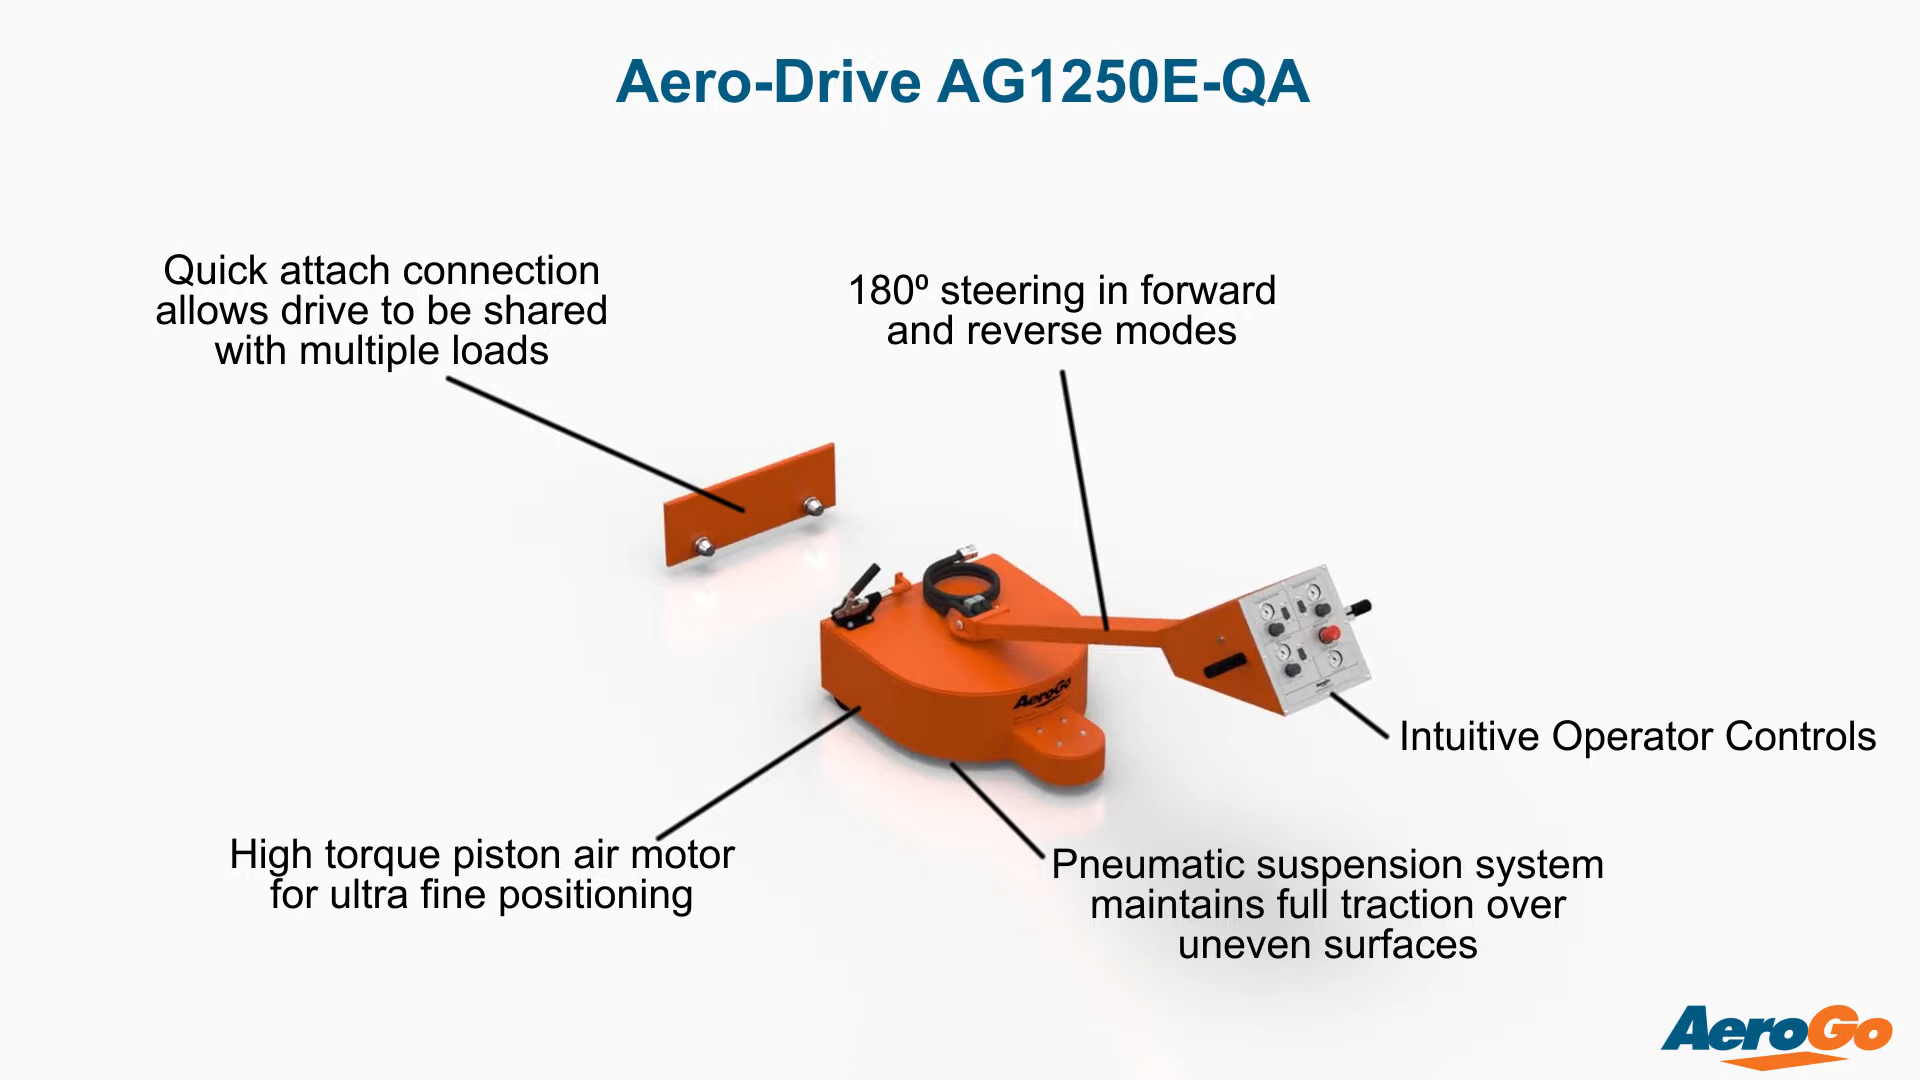 Aero-Drive AG1250E-QA
Quick attach connection
allows drive to be shared
with multiple loads
180º steering in forward
and reverse modes
Intuitive Operator Controls
AeroGo
High torque piston air motor
for ultra fine positioning
Pneumatic suspension system
maintains full traction over
uneven surfaces
AeroGo